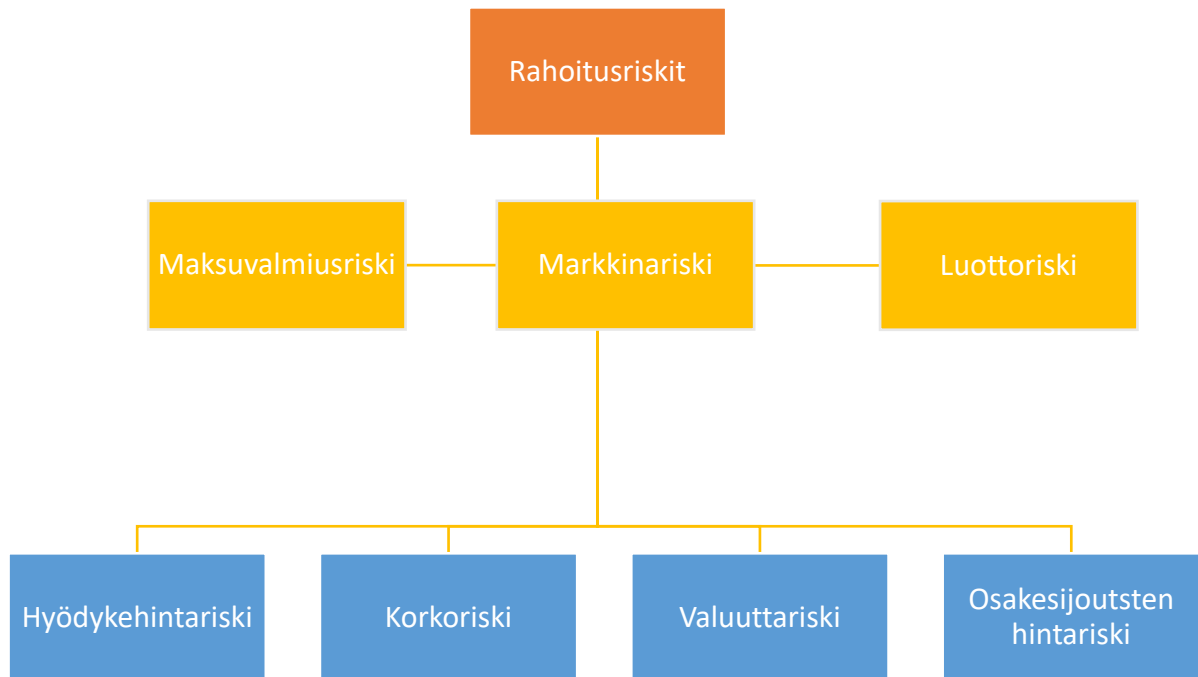 Rahoitusriskit
Maksuvalmiusriski
Markkinariski
Luottoriski
Hyödykehintariski
Korkoriski
Valuuttariski
Osakesijoutsten
hintariski